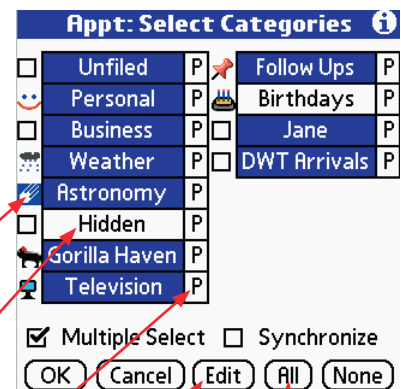 Appt: Select Categories i
Unfiled P Follow Ups P
Personal P Birthdays P
Business P Jane P
Weather P DWT Arrivals P
Astronomy P
Hidden P
Gorilla Haven P
Television P
Multiple Select Synchronize
OK Cancel Edit All None